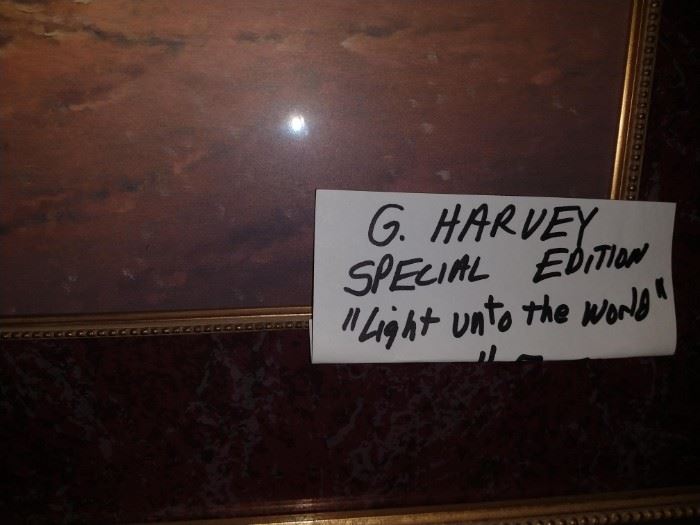 G. HARVEY
SPECIAL EDITION
"Light unto the WORLD"
"